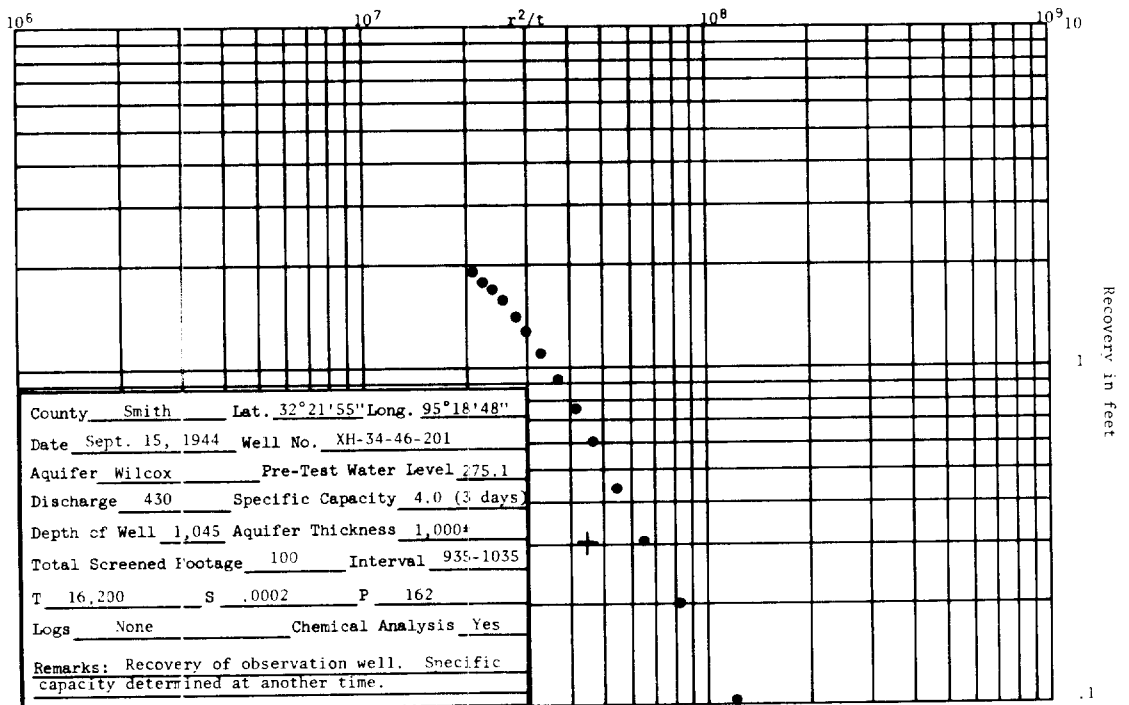 10⁶ 10⁷ r²/t 10⁸ 10⁹ 10
Recovery in feet
1
.1
County Smith Lat. 32°21'55" Long. 95°18'48"
Date Sept. 15, 1944 Well No. XH-34-46-201
Aquifer Wilcox Pre-Test Water Level 275.1
Discharge 430 Specific Capacity 4.0 (3 days)
Depth of Well 1,045 Aquifer Thickness 1,000±
Total Screened Footage 100 Interval 935-1035
T 16,200 S .0002 P 162
Logs None Chemical Analysis Yes
Remarks: Recovery of observation well. Specific
capacity determined at another time.